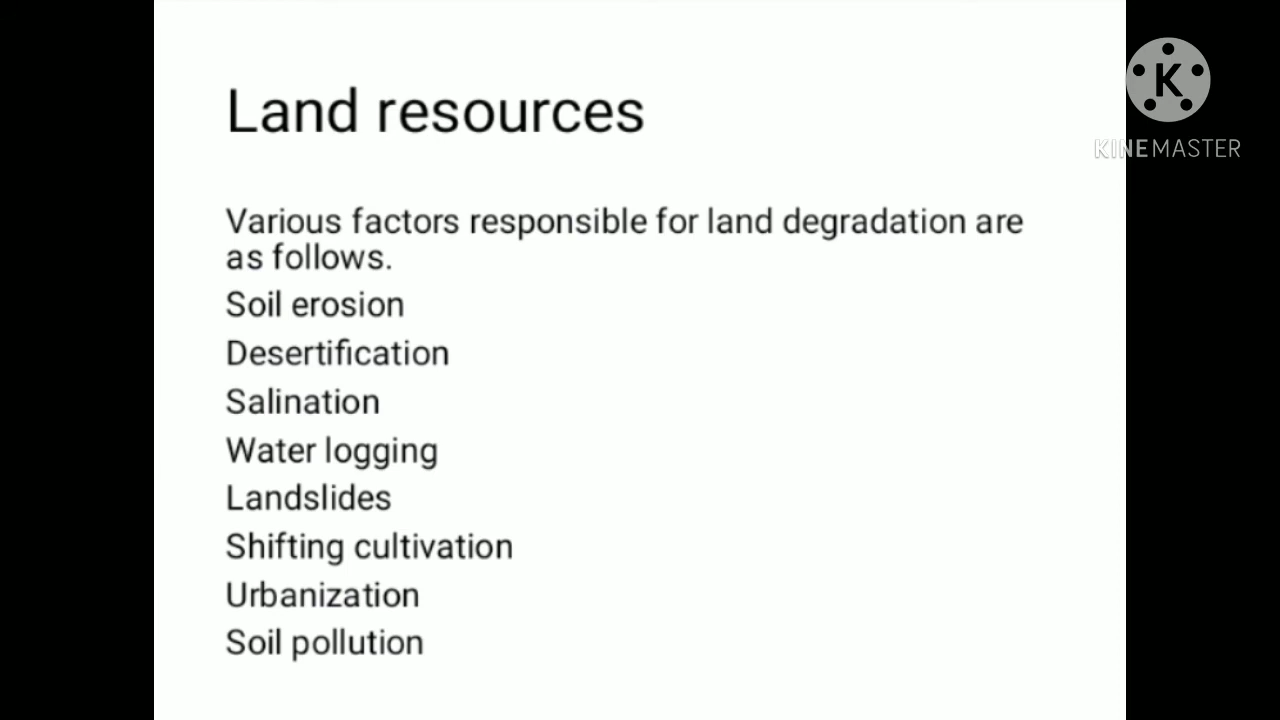 Land resources
KINEMASTER
Various factors responsible for land degradation are
as follows.
Soil erosion
Desertification
Salination
Water logging
Landslides
Shifting cultivation
Urbanization
Soil pollution